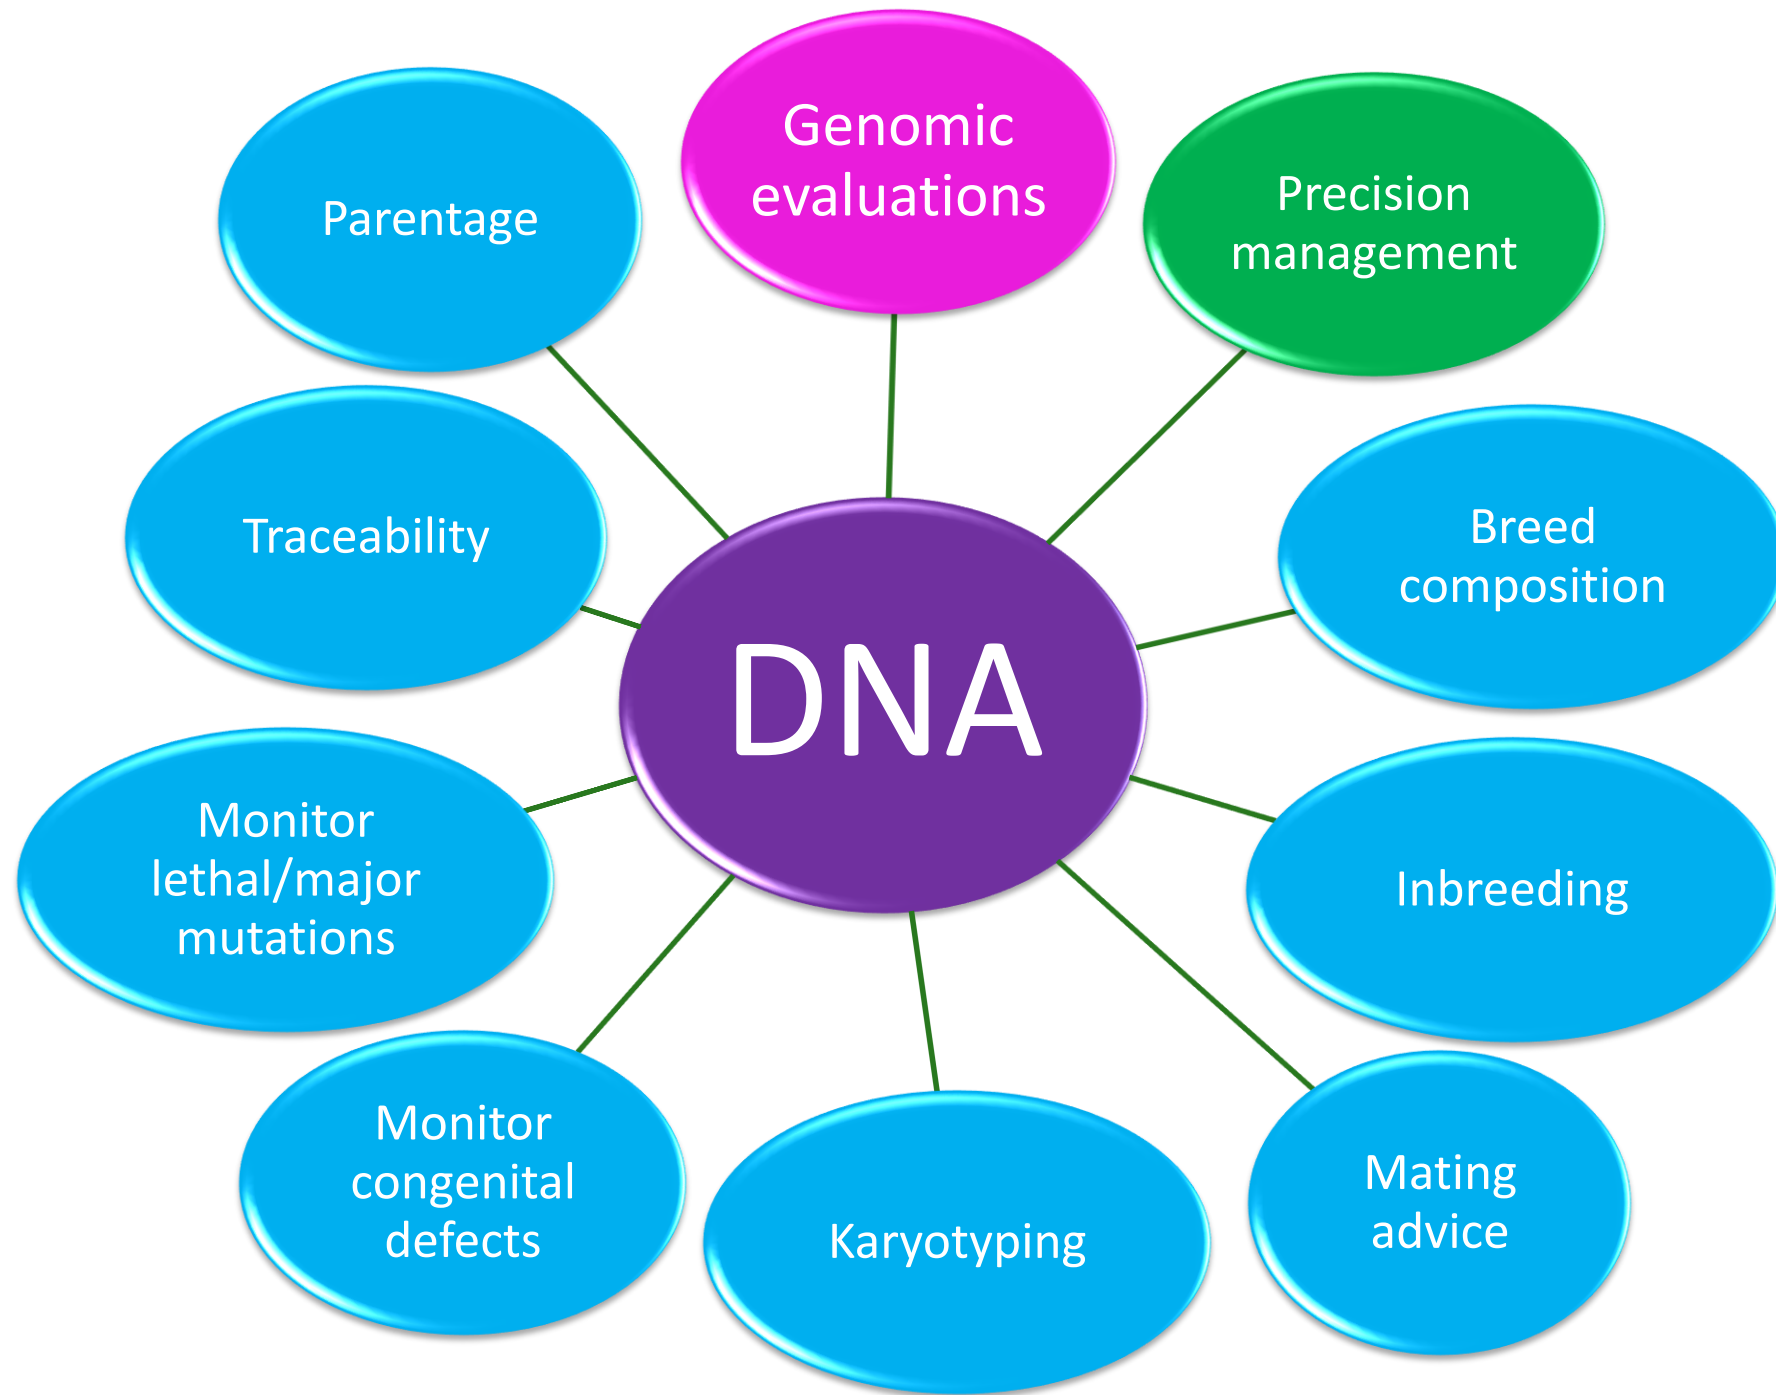 Genomic
evaluations
Parentage
Precision
management
Traceability
Breed
composition
DNA
Monitor
lethal/major
mutations
Inbreeding
Monitor
congenital
defects
Karyotyping
Mating
advice